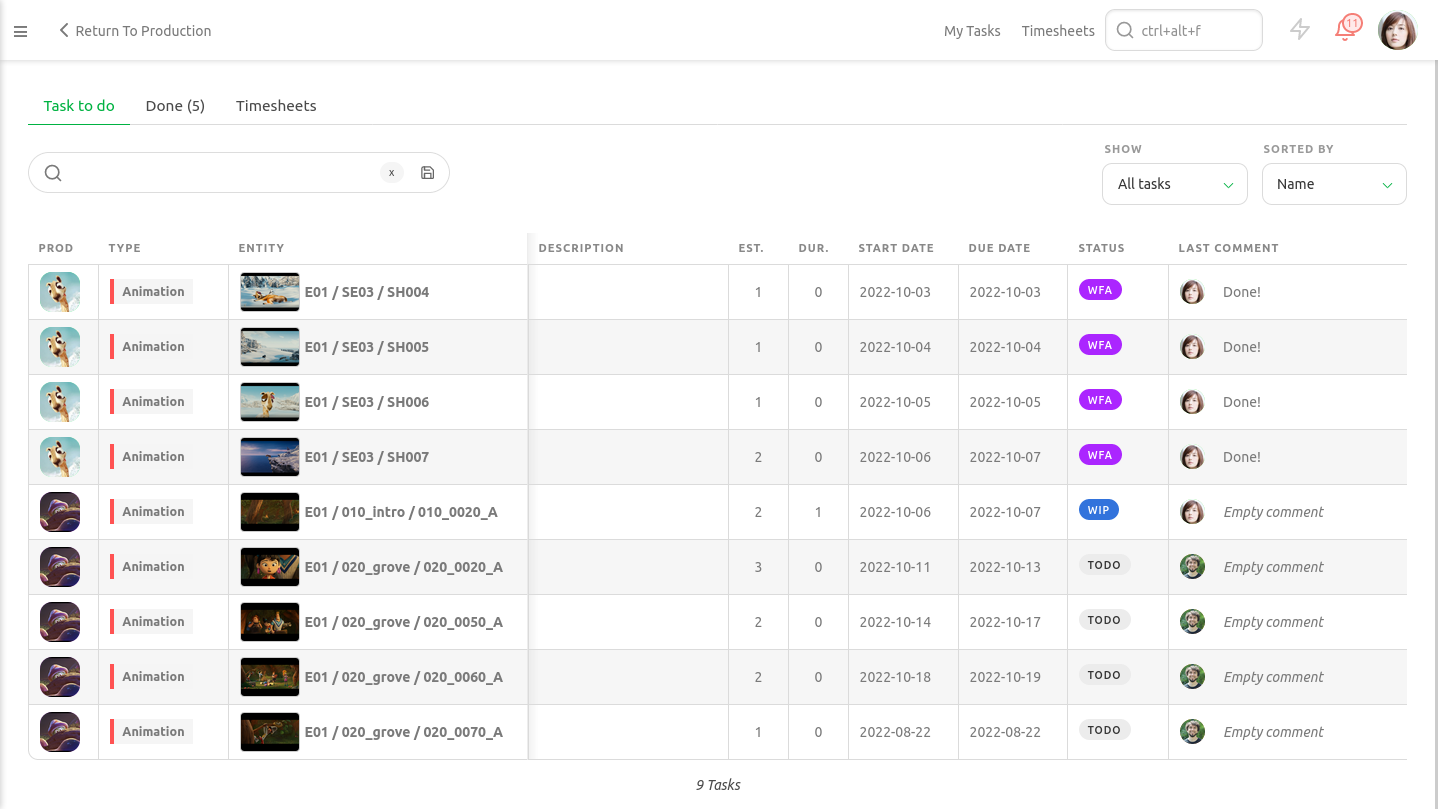 Return To Production My Tasks Timesheets ctrl+alt+f 11
Task to do Done (5) Timesheets
SHOW SORTED BY
x All tasks Name
PROD TYPE ENTITY DESCRIPTION EST. DUR. START DATE DUE DATE STATUS LAST COMMENT
Animation E01 / SE03 / SH004 1 0 2022-10-03 2022-10-03 WFA Done!
Animation E01 / SE03 / SH005 1 0 2022-10-04 2022-10-04 WFA Done!
Animation E01 / SE03 / SH006 1 0 2022-10-05 2022-10-05 WFA Done!
Animation E01 / SE03 / SH007 2 0 2022-10-06 2022-10-07 WFA Done!
Animation E01 / 010_intro / 010_0020_A 2 1 2022-10-06 2022-10-07 WIP Empty comment
Animation E01 / 020_grove / 020_0020_A 3 0 2022-10-11 2022-10-13 TODO Empty comment
Animation E01 / 020_grove / 020_0050_A 2 0 2022-10-14 2022-10-17 TODO Empty comment
Animation E01 / 020_grove / 020_0060_A 2 0 2022-10-18 2022-10-19 TODO Empty comment
Animation E01 / 020_grove / 020_0070_A 1 0 2022-08-22 2022-08-22 TODO Empty comment
9 Tasks